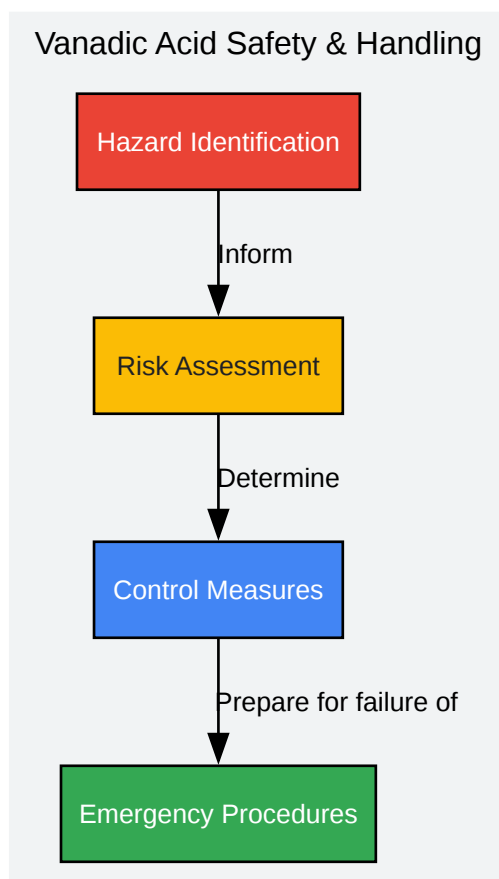 Vanadic Acid Safety & Handling
Hazard Identification
Inform
Risk Assessment
Determine
Control Measures
Prepare for failure of
Emergency Procedures